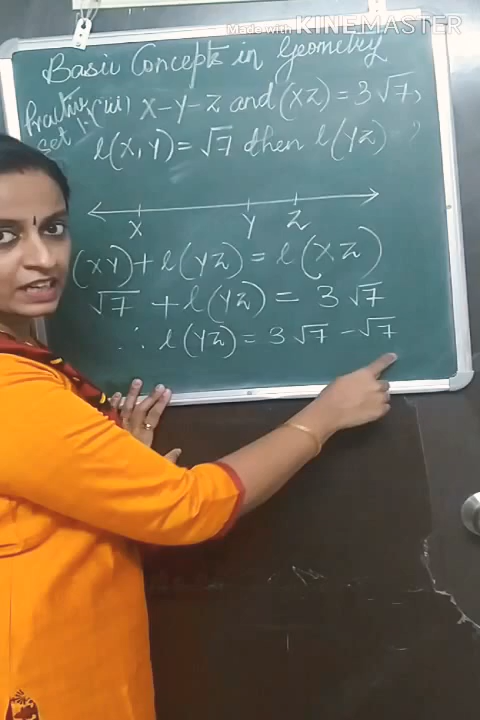 Made with KINEMASTER
Basic Concepts in Geometry
Practice set 1.1 (iii) X-Y-Z and (XZ) = 3√7,
l(X,Y) = √7 then l(YZ) = ?
X Y Z
(XY) + l(YZ) = l(XZ)
√7 + l(YZ) = 3√7
∴ l(YZ) = 3√7 - √7